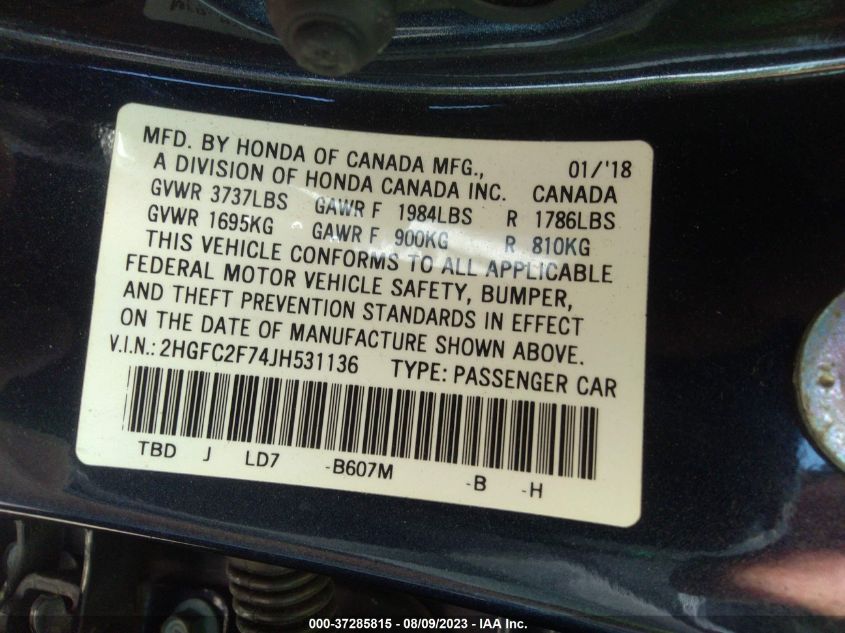 MFD. BY HONDA OF CANADA MFG., 01/'18
A DIVISION OF HONDA CANADA INC. CANADA
GVWR 3737LBS GAWR F 1984LBS R 1786LBS
GVWR 1695KG GAWR F 900KG R 810KG
THIS VEHICLE CONFORMS TO ALL APPLICABLE
FEDERAL MOTOR VEHICLE SAFETY, BUMPER,
AND THEFT PREVENTION STANDARDS IN EFFECT
ON THE DATE OF MANUFACTURE SHOWN ABOVE.
V.I.N.: 2HGFC2F74JH531136 TYPE: PASSENGER CAR
TBD J LD7 -B607M -B -H
000-37285815 - 08/09/2023 - IAA Inc.